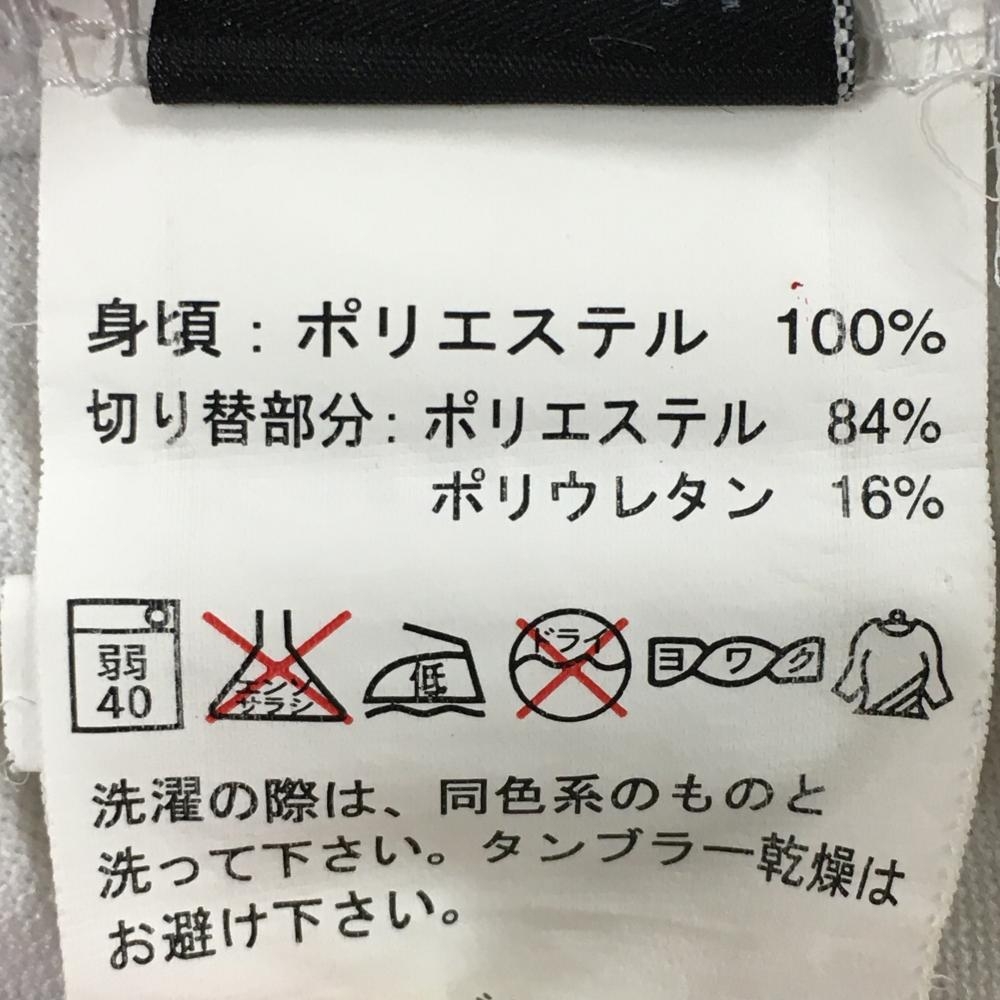 身頃：ポリエステル 100%
切り替部分：ポリエステル 84%
ポリウレタン 16%
弱
40
エンソ
サラシ
低
ドライ
ヨワク
洗濯の際は、同色系のものと
洗って下さい。タンブラー乾燥は
お避け下さい。